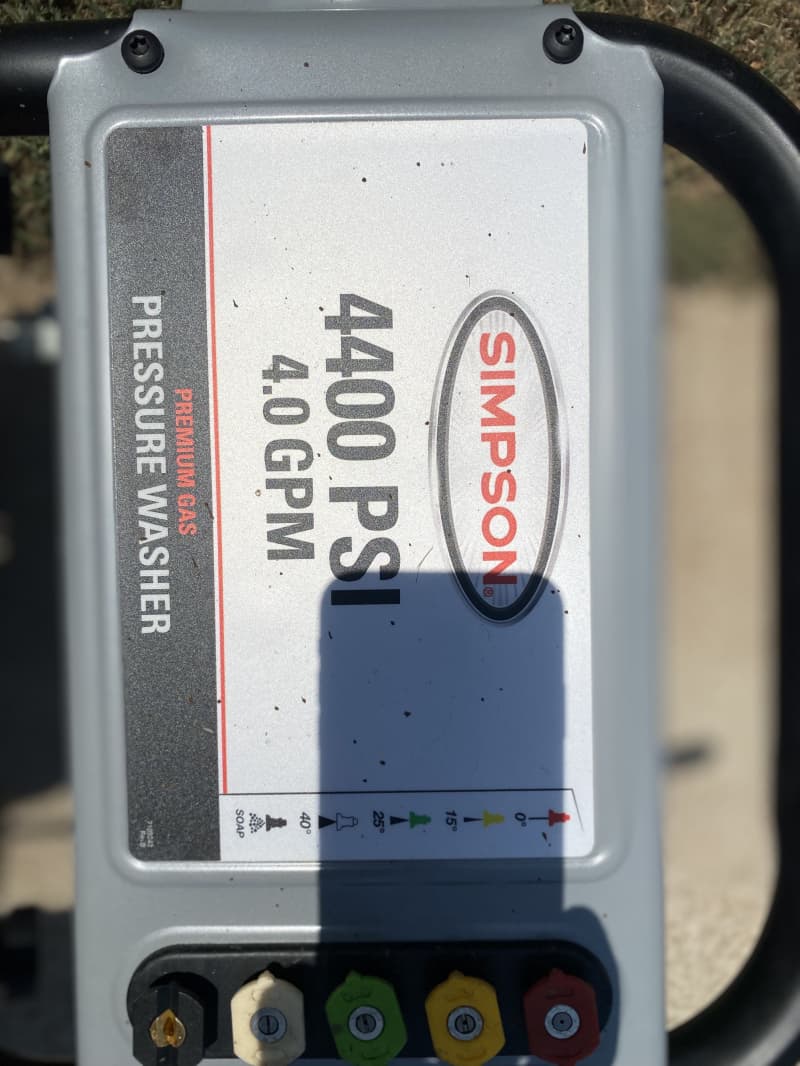 SIMPSON®
4400 PSI
4.0 GPM
PREMIUM GAS
PRESSURE WASHER
0°
15°
25°
40°
SOAP